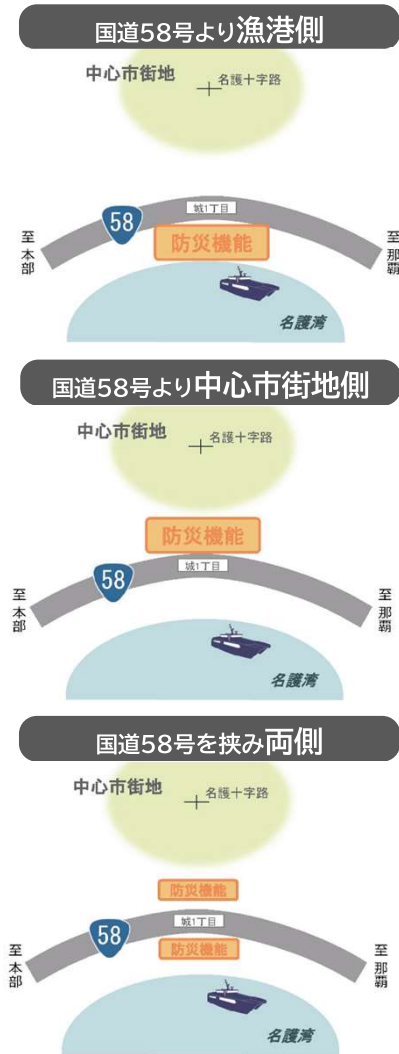 国道58号より漁港側
中心市街地
名護十字路
城1丁目
58
防災機能
至本部
至那覇
名護湾
国道58号より中心市街地側
中心市街地
名護十字路
防災機能
城1丁目
58
至本部
至那覇
名護湾
国道58号を挟み両側
中心市街地
名護十字路
防災機能
城1丁目
58
防災機能
至本部
至那覇
名護湾